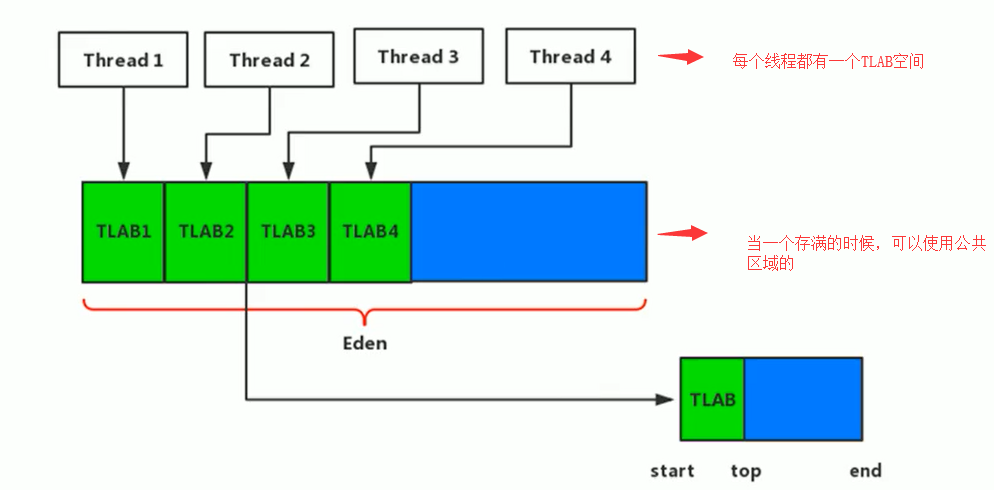 Thread 1
Thread 2
Thread 3
Thread 4
每个线程都有一个TLAB空间
TLAB1
TLAB2
TLAB3
TLAB4
当一个存满的时候，可以使用公共
区域的
Eden
TLAB
start
top
end